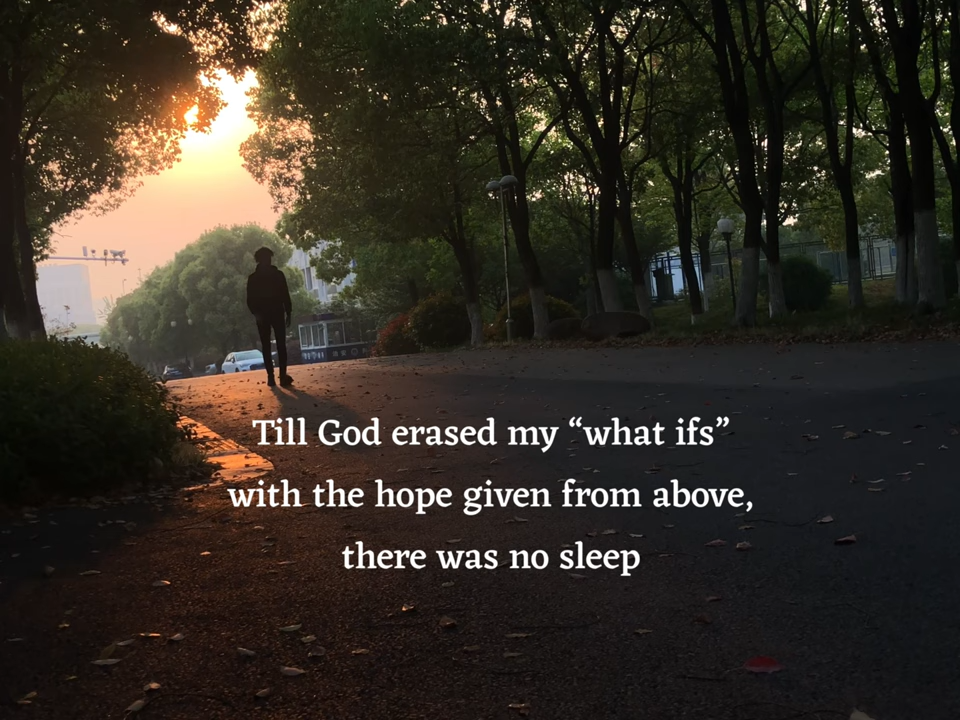 Till God erased my “what ifs”
with the hope given from above,
there was no sleep